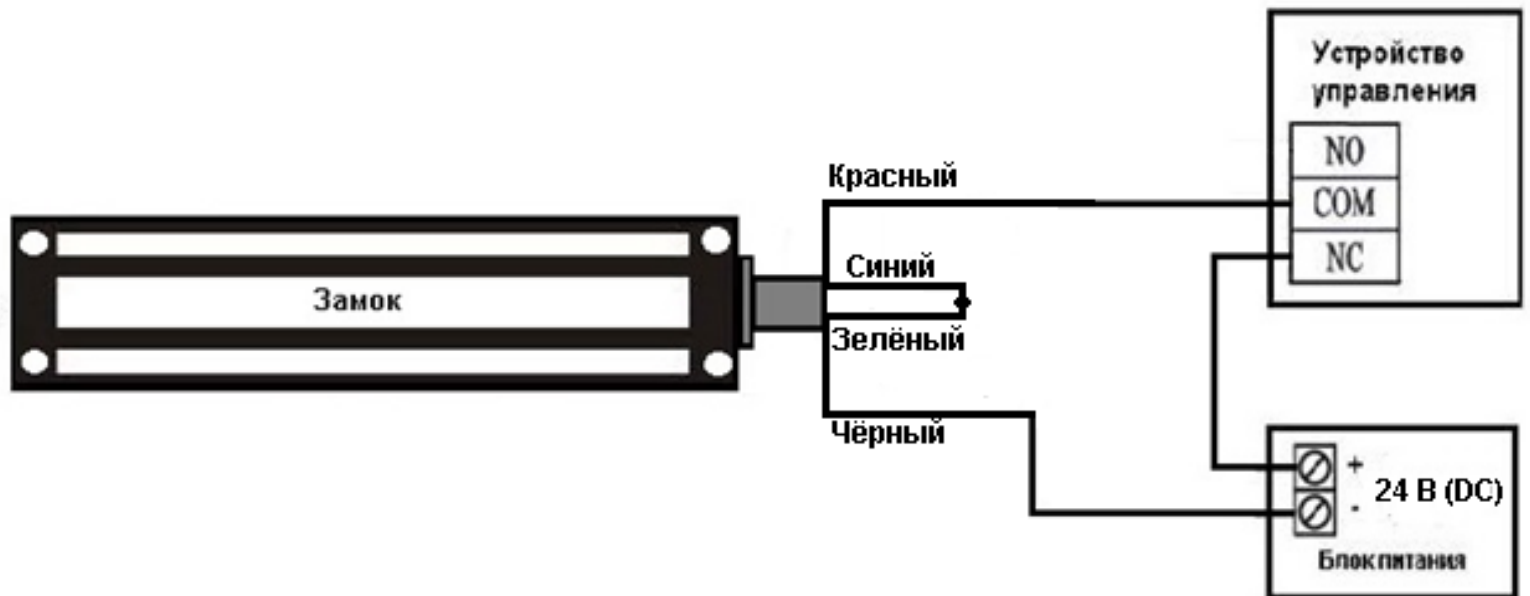 Устройство
управления
NO
COM
NC
Красный
Синий
Замок
Зелёный
Чёрный
+
24 В (DC)
-
Блок питания